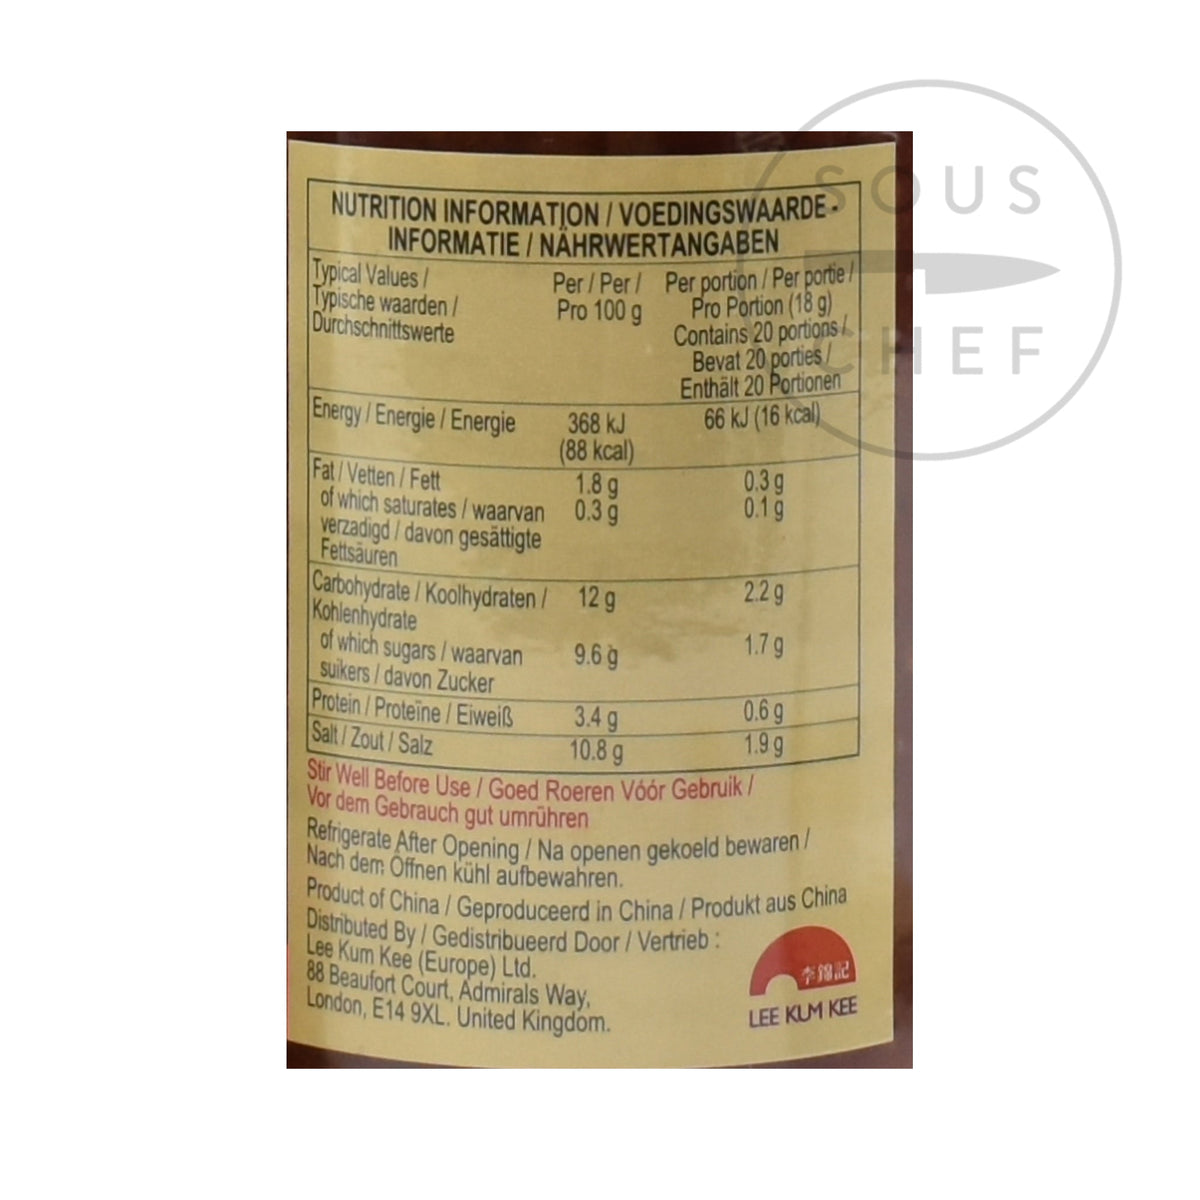 SOUS
CHEF
NUTRITION INFORMATION / VOEDINGSWAARDE -
INFORMATIE / NÄHRWERTANGABEN
Typical Values / Per / Per / Per portion / Per portie /
Typische waarden / Pro 100 g Pro Portion (18 g)
Durchschnittswerte Contains 20 portions /
Bevat 20 porties /
Enthält 20 Portionen
Energy / Energie / Energie 368 kJ 66 kJ (16 kcal)
(88 kcal)
Fat / Vetten / Fett 1.8 g 0.3 g
of which saturates / waarvan 0.3 g 0.1 g
verzadigd / davon gesättigte
Fettsäuren
Carbohydrate / Koolhydraten / 12 g 2.2 g
Kohlenhydrate
of which sugars / waarvan 9.6 g 1.7 g
suikers / davon Zucker
Protein / Proteïne / Eiweiß 3.4 g 0.6 g
Salt / Zout / Salz 10.8 g 1.9 g
Stir Well Before Use / Goed Roeren Vóór Gebruik /
Vor dem Gebrauch gut umrühren
Refrigerate After Opening / Na openen gekoeld bewaren /
Nach dem Öffnen kühl aufbewahren.
Product of China / Geproduceerd in China / Produkt aus China
Distributed By / Gedistribueerd Door / Vertrieb :
Lee Kum Kee (Europe) Ltd.
88 Beaufort Court, Admirals Way,
London, E14 9XL. United Kingdom.
李錦記
LEE KUM KEE